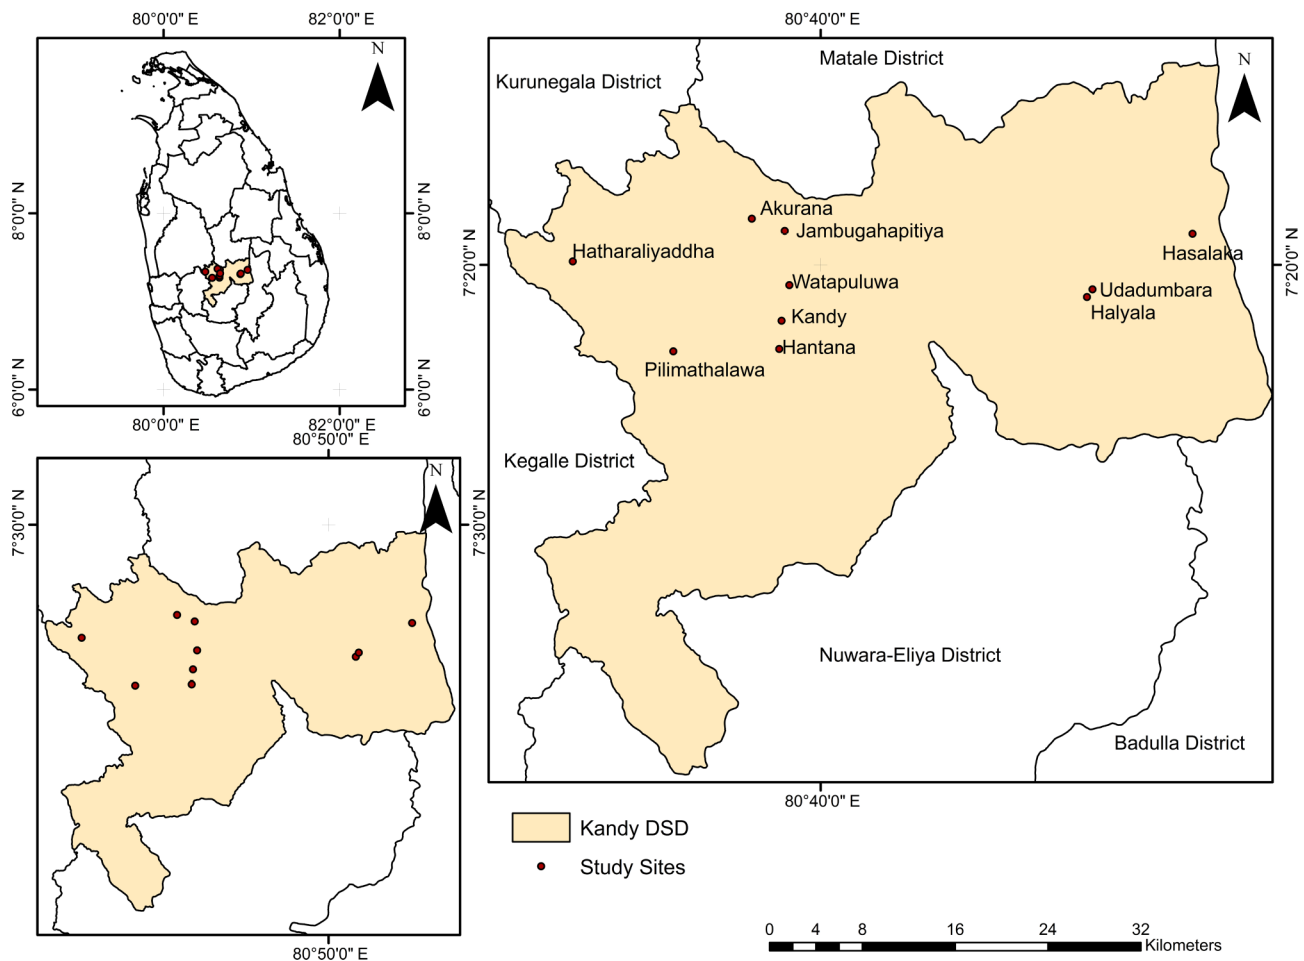 80°0'0" E
82°0'0" E
N
8°0'0" N
8°0'0" N
6°0'0" N
6°0'0" N
80°0'0" E
82°0'0" E
80°50'0" E
N
7°30'0" N
7°30'0" N
80°50'0" E
80°40'0" E
Matale District
Kurunegala District
N
Akurana
Jambugahapitiya
Hatharaliyaddha
Hasalaka
7°20'0" N
7°20'0" N
Watapuluwa
Udadumbara
Halyala
Kandy
Hantana
Pilimathalawa
Kegalle District
Nuwara-Eliya District
Badulla District
80°40'0" E
Kandy DSD
Study Sites
0 4 8 16 24 32
Kilometers